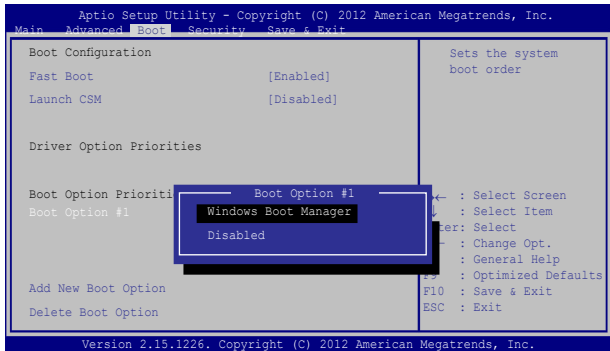 Aptio Setup Utility - Copyright (C) 2012 American Megatrends, Inc.
Main Advanced Boot Security Save & Exit
Boot Configuration
Fast Boot [Enabled]
Launch CSM [Disabled]
Driver Option Priorities
Boot Option Prioriti
Boot Option #1
Boot Option #1
Windows Boot Manager
Disabled
Add New Boot Option
Delete Boot Option
Sets the system
boot order
→← : Select Screen
↓ : Select Item
ter: Select
: Change Opt.
: General Help
F9 : Optimized Defaults
F10 : Save & Exit
ESC : Exit
Version 2.15.1226. Copyright (C) 2012 American Megatrends, Inc.